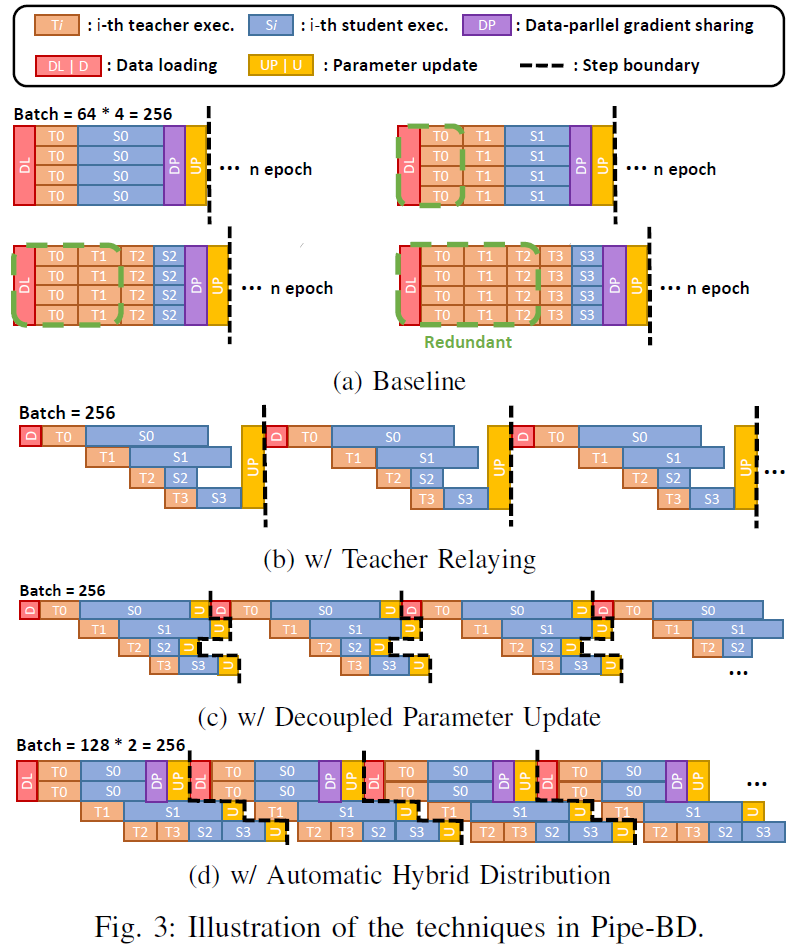 Ti : i-th teacher exec. Si : i-th student exec. DP : Data-parllel gradient sharing
DL | D : Data loading UP | U : Parameter update : Step boundary
Batch = 64 * 4 = 256
DL T0 S0 DP UP ··· n epoch DL T0 T1 S1 DP UP ··· n epoch
T0 S0 T0 T1 S1
T0 S0 T0 T1 S1
T0 S0 T0 T1 S1
DL T0 T1 T2 S2 DP UP ··· n epoch DL T0 T1 T2 T3 S3 DP UP ··· n epoch
T0 T1 T2 S2 T0 T1 T2 T3 S3
T0 T1 T2 S2 T0 T1 T2 T3 S3
T0 T1 T2 S2 T0 T1 T2 T3 S3
Redundant
(a) Baseline
Batch = 256
D T0 S0 UP D T0 S0 UP D T0 S0 UP ···
T1 S1 T1 S1 T1 S1
T2 S2 T2 S2 T2 S2
T3 S3 T3 S3 T3 S3
(b) w/ Teacher Relaying
Batch = 256
D T0 S0 U D T0 S0 U D T0 S0 U D T0 S0
T1 S1 U T1 S1 U T1 S1 U T1 S1
T2 S2 U T2 S2 U T2 S2 U T2 S2
T3 S3 U T3 S3 U T3 S3 U ···
(c) w/ Decoupled Parameter Update
Batch = 128 * 2 = 256
DL T0 S0 DP UP DL T0 S0 DP UP DL T0 S0 DP UP DL T0 S0 DP UP ···
T0 S0 T0 S0 T0 S0 T0 S0
T1 S1 U T1 S1 U T1 S1 U T1 S1 U
T2 T3 S2 S3 U T2 T3 S2 S3 U T2 T3 S2 S3 U T2 T3 S2 S3
(d) w/ Automatic Hybrid Distribution
Fig. 3: Illustration of the techniques in Pipe-BD.